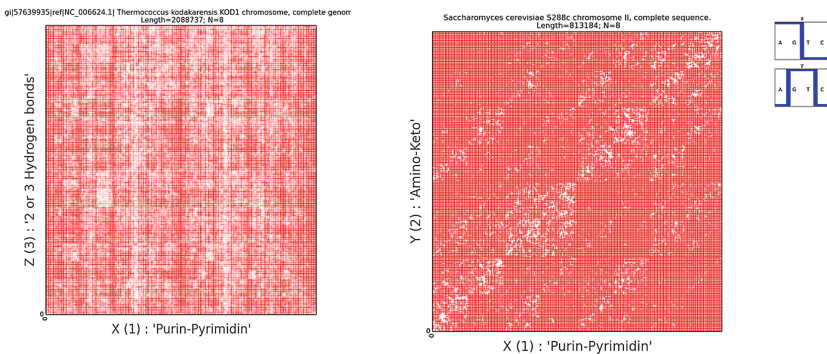 gi|57639935|ref|NC_006624.1| Thermococcus kodakarensis KOD1 chromosome, complete genom
Length=2088737; N=8
Z (3) : '2 or 3 Hydrogen bonds'
0
0
X (1) : 'Purin-Pyrimidin'
Saccharomyces cerevisiae S288c chromosome II, complete sequence.
Length=813184; N=8
Y (2) : 'Amino-Keto'
0
0
X (1) : 'Purin-Pyrimidin'
x
A G T C
y
A G T C